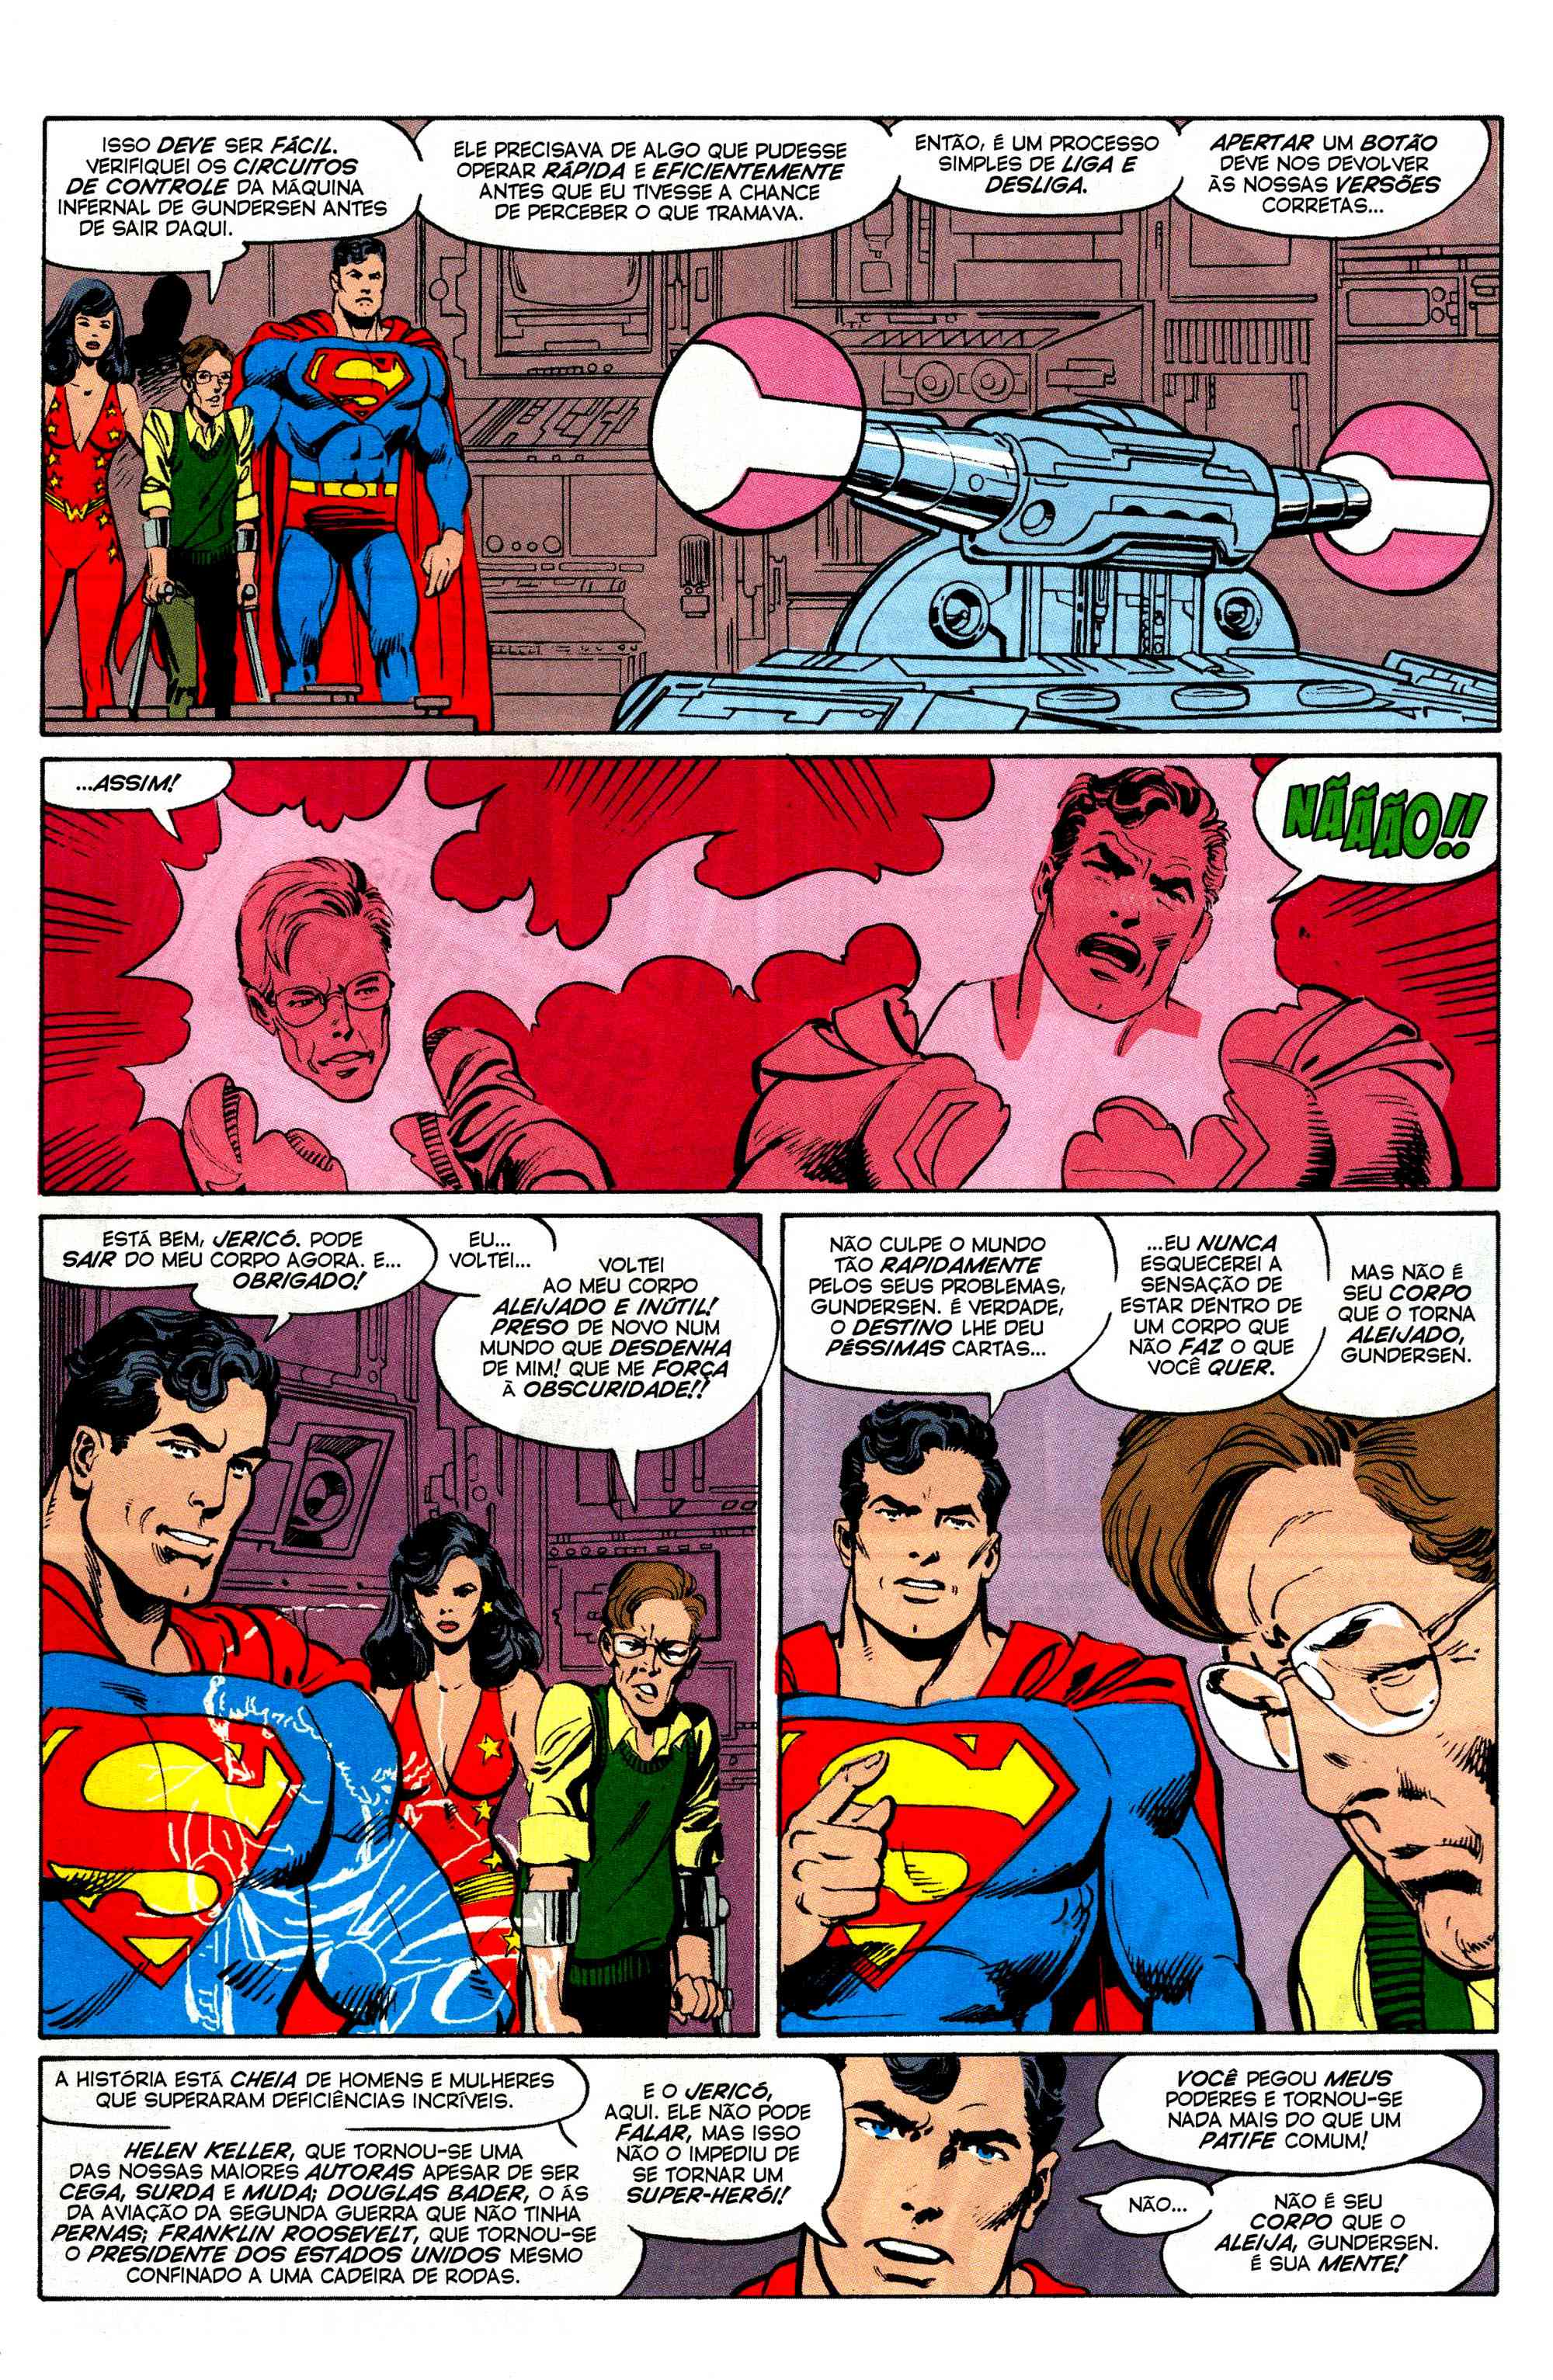 ISSO DEVE SER FÁCIL.
VERIFIQUEI OS CIRCUITOS
DE CONTROLE DA MÁQUINA
INFERNAL DE GUNDERSEN ANTES
DE SAIR DAQUI.
ELE PRECISAVA DE ALGO QUE PUDESSE
OPERAR RÁPIDA E EFICIENTEMENTE
ANTES QUE EU TIVESSE A CHANCE
DE PERCEBER O QUE TRAMAVA.
ENTÃO, É UM PROCESSO
SIMPLES DE LIGA E
DESLIGA.
APERTAR UM BOTÃO
DEVE NOS DEVOLVER
ÀS NOSSAS VERSÕES
CORRETAS...
...ASSIM!
NÃÃÃO!!
ESTÁ BEM, JERICÓ. PODE
SAIR DO MEU CORPO AGORA. E...
OBRIGADO!
EU...
VOLTEI...
VOLTEI
AO MEU CORPO
ALEIJADO E INÚTIL!
PRESO DE NOVO NUM
MUNDO QUE DESDENHA
DE MIM! QUE ME FORÇA
À OBSCURIDADE!!
NÃO CULPE O MUNDO
TÃO RAPIDAMENTE
PELOS SEUS PROBLEMAS,
GUNDERSEN. É VERDADE,
O DESTINO LHE DEU
PÉSSIMAS CARTAS...
...EU NUNCA
ESQUECEREI A
SENSAÇÃO DE
ESTAR DENTRO DE
UM CORPO QUE
NÃO FAZ O QUE
VOCÊ QUER.
MAS NÃO É
SEU CORPO
QUE O TORNA
ALEIJADO,
GUNDERSEN.
A HISTÓRIA ESTÁ CHEIA DE HOMENS E MULHERES
QUE SUPERARAM DEFICIÊNCIAS INCRÍVEIS.
HELEN KELLER, QUE TORNOU-SE UMA
DAS NOSSAS MAIORES AUTORAS APESAR DE SER
CEGA, SURDA E MUDA; DOUGLAS BADER, O ÁS
DA AVIAÇÃO DA SEGUNDA GUERRA QUE NÃO TINHA
PERNAS; FRANKLIN ROOSEVELT, QUE TORNOU-SE
O PRESIDENTE DOS ESTADOS UNIDOS MESMO
CONFINADO A UMA CADEIRA DE RODAS.
E O JERICÓ,
AQUI. ELE NÃO PODE
FALAR, MAS ISSO
NÃO O IMPEDIU DE
SE TORNAR UM
SUPER-HERÓI!
VOCÊ PEGOU MEUS
PODERES E TORNOU-SE
NADA MAIS DO QUE UM
PATIFE COMUM!
NÃO...
NÃO É SEU
CORPO QUE O
ALEIJA, GUNDERSEN.
É SUA MENTE!